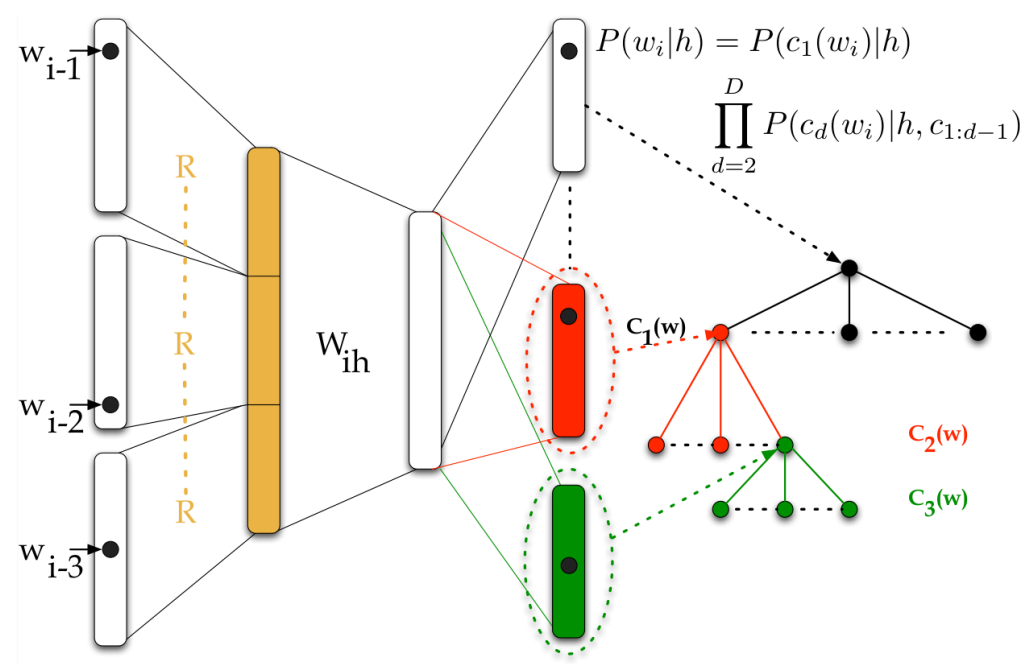 w_{i-1}
P(w_i|h) = P(c_1(w_i)|h)
\prod_{d=2}^{D} P(c_d(w_i)|h, c_{1:d-1})
R
R
R
w_{i-2}
w_{i-3}
W_{ih}
C_1(w)
C_2(w)
C_3(w)